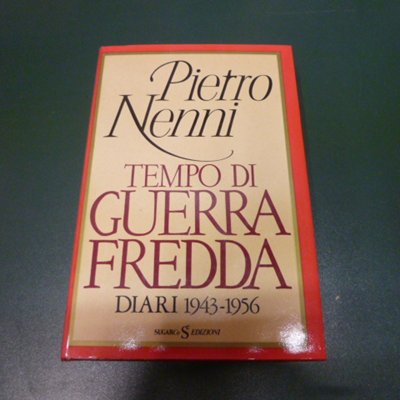 Pietro
Nenni
TEMPO DI
GUERRA
FREDDA
DIARI 1943-1956
SUGARCo S EDIZIONI